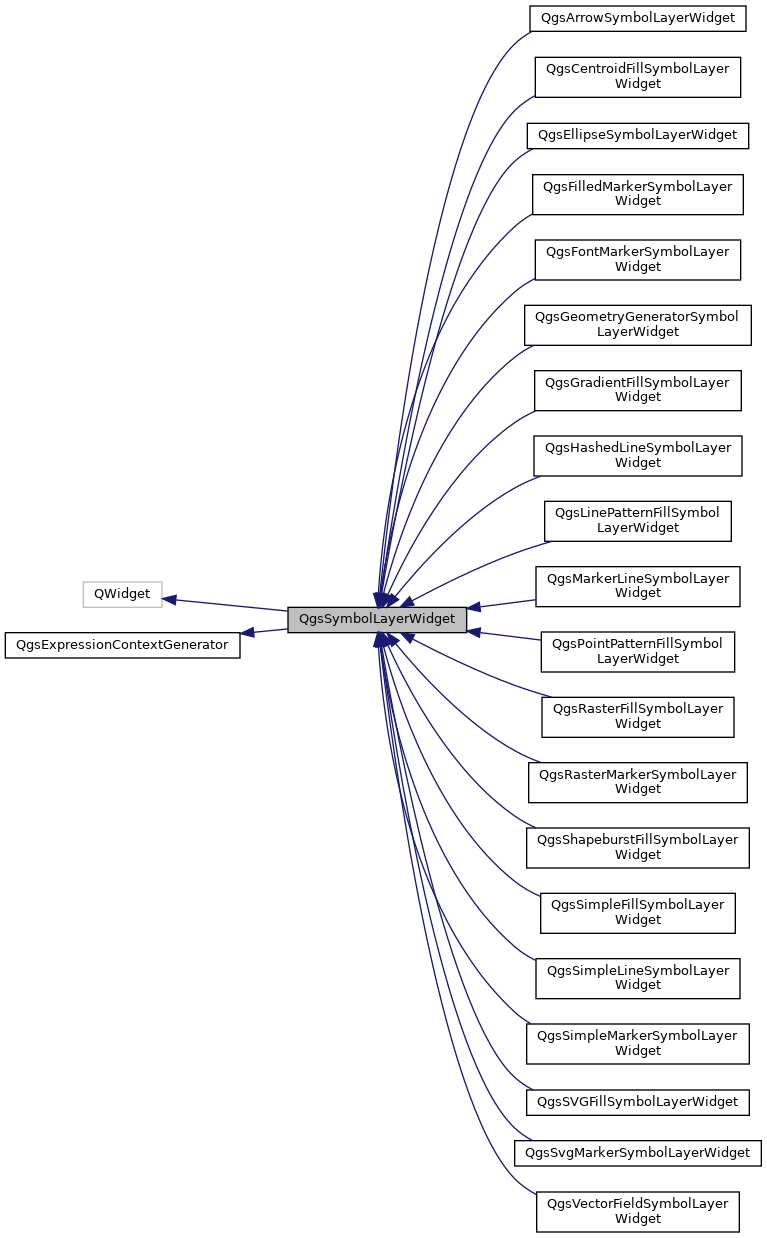 QgsArrowSymbolLayerWidget
QgsCentroidFillSymbolLayer
Widget
QgsEllipseSymbolLayerWidget
QgsFilledMarkerSymbolLayer
Widget
QgsFontMarkerSymbolLayer
Widget
QgsGeometryGeneratorSymbol
LayerWidget
QgsGradientFillSymbolLayer
Widget
QgsHashedLineSymbolLayer
Widget
QgsLinePatternFillSymbol
LayerWidget
QgsMarkerLineSymbolLayer
Widget
QWidget
QgsSymbolLayerWidget
QgsExpressionContextGenerator
QgsPointPatternFillSymbol
LayerWidget
QgsRasterFillSymbolLayer
Widget
QgsRasterMarkerSymbolLayer
Widget
QgsShapeburstFillSymbolLayer
Widget
QgsSimpleFillSymbolLayer
Widget
QgsSimpleLineSymbolLayer
Widget
QgsSimpleMarkerSymbolLayer
Widget
QgsSVGFillSymbolLayerWidget
QgsSvgMarkerSymbolLayerWidget
QgsVectorFieldSymbolLayer
Widget